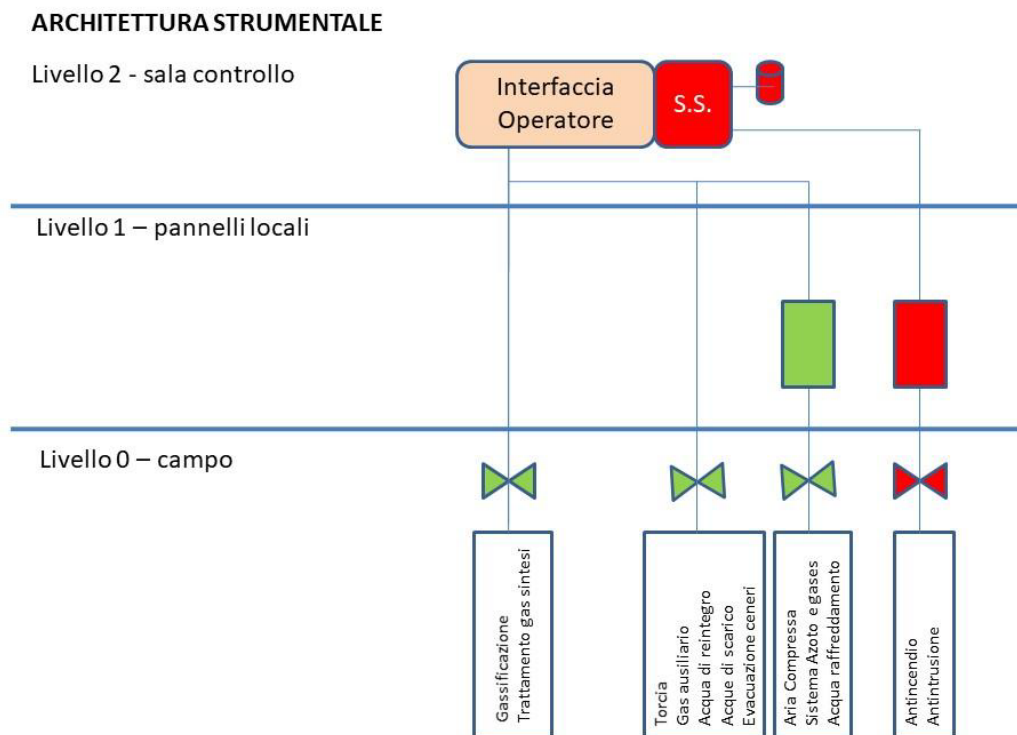 ARCHITETTURA STRUMENTALE
Livello 2 - sala controllo
Interfaccia
Operatore
S.S.
Livello 1 – pannelli locali
Livello 0 – campo
Gassificazione
Trattamento gas sintesi
Torcia
Gas ausiliario
Acqua di reintegro
Acque di scarico
Evacuazione ceneri
Aria Compressa
Sistema Azoto e gases
Acqua raffreddamento
Antincendio
Antintrusione